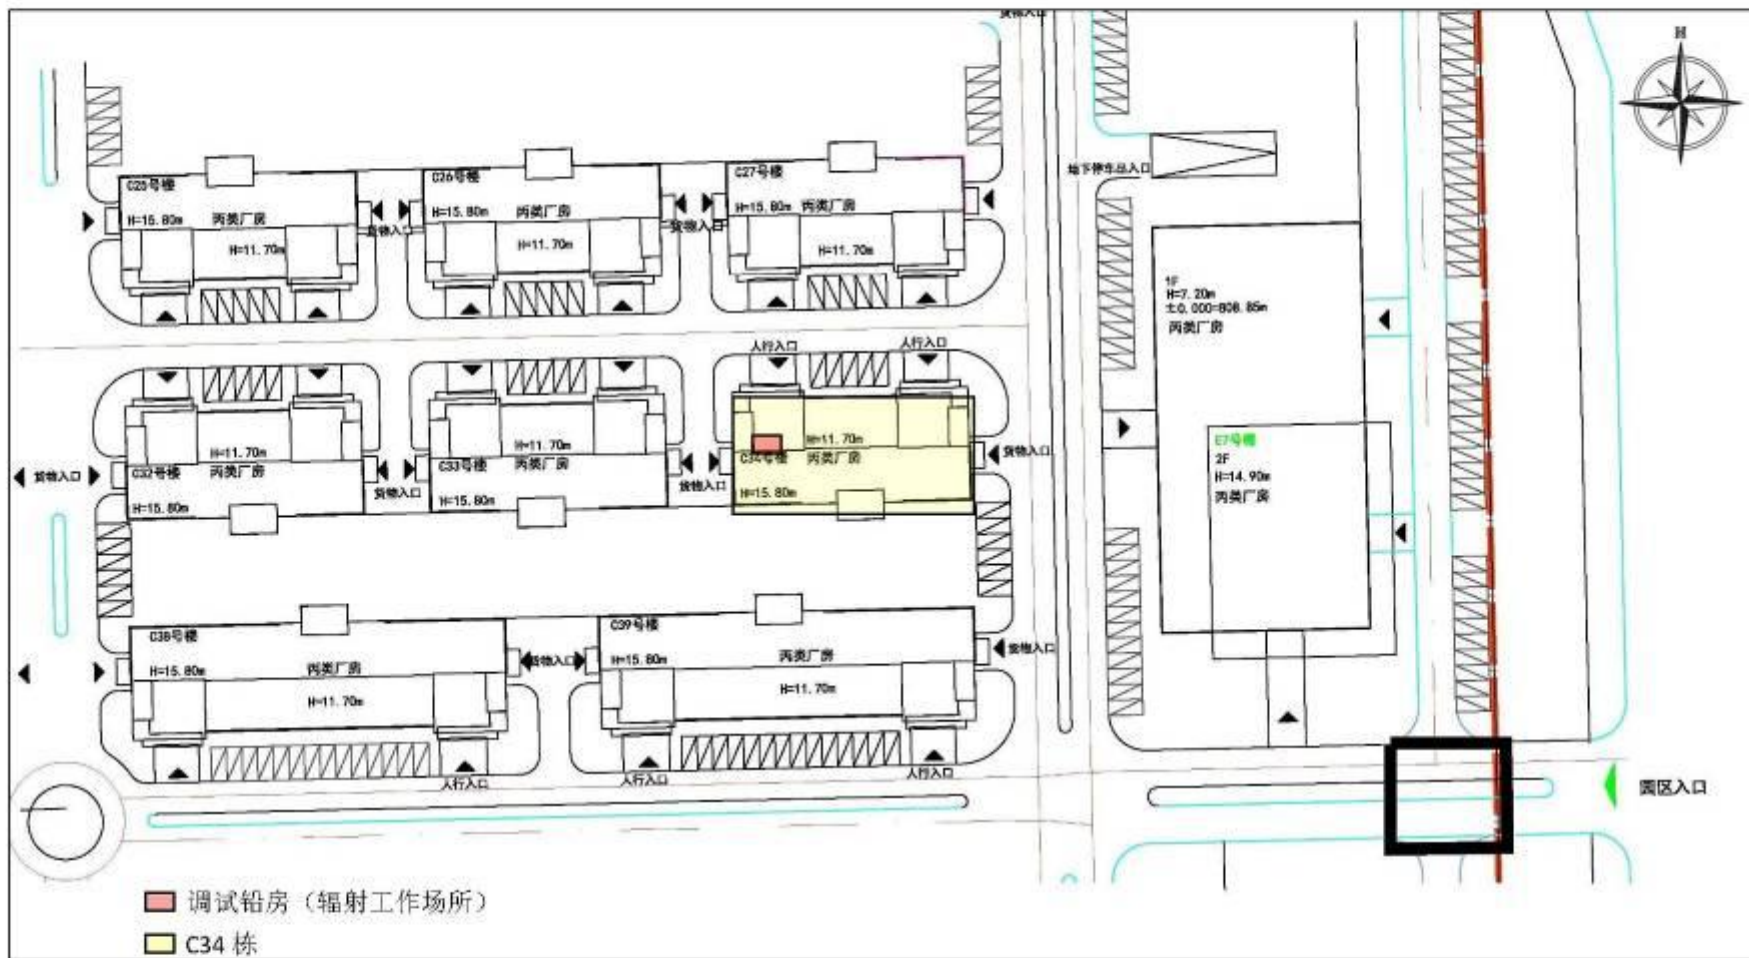 货物入口
N
地下停车出入口
C25号楼
H=15.80m 丙类厂房
H=11.70m
货物入口
C26号楼
H=15.80m 丙类厂房
H=11.70m
货物入口
C27号楼
H=15.80m 丙类厂房
H=11.70m
1F
H=7.20m
±0.000=808.85m
丙类厂房
人行入口
人行入口
货物入口
H=11.70m
C32号楼 丙类厂房
H=15.80m
货物入口
H=11.70m
C33号楼 丙类厂房
H=15.80m
货物入口
H=11.70m
C34号楼 丙类厂房
H=15.80m
货物入口
E7号楼
2F
H=14.90m
丙类厂房
C38号楼
H=15.80m 丙类厂房
H=11.70m
货物入口
C39号楼
H=15.80m 丙类厂房
H=11.70m
货物入口
人行入口
人行入口
人行入口
园区入口
调试铅房（辐射工作场所）
C34 栋